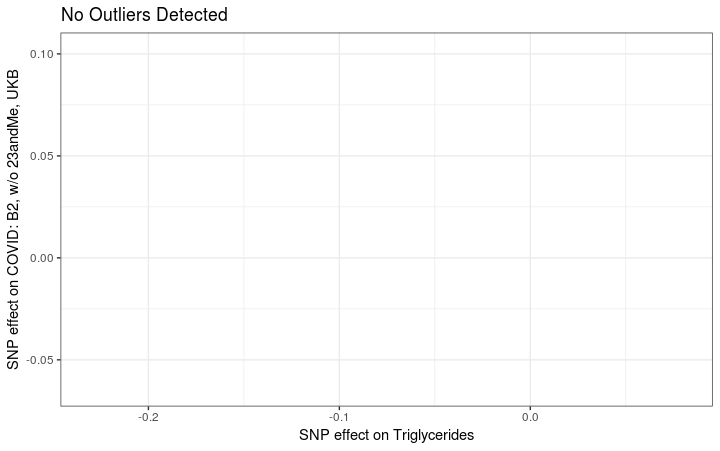 No Outliers Detected
SNP effect on COVID: B2, w/o 23andMe, UKB
0.10
0.05
0.00
-0.05
-0.2
-0.1
0.0
SNP effect on Triglycerides